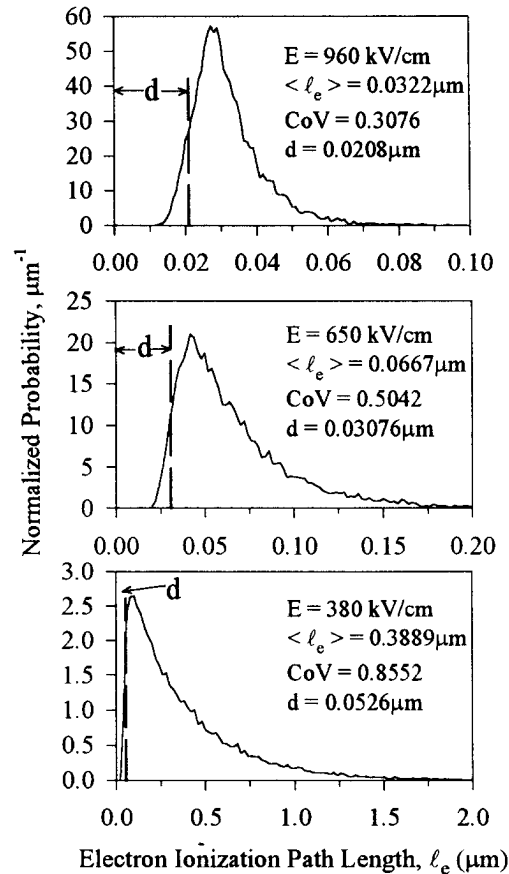 Normalized Probability, μm⁻¹
60
50
40
30
20
10
0
d
E = 960 kV/cm
< ℓe > = 0.0322μm
CoV = 0.3076
d = 0.0208μm
0.00 0.02 0.04 0.06 0.08 0.10
25
20
15
10
5
0
d
E = 650 kV/cm
< ℓe > = 0.0667μm
CoV = 0.5042
d = 0.03076μm
0.00 0.05 0.10 0.15 0.20
3.0
2.5
2.0
1.5
1.0
0.5
0.0
d
E = 380 kV/cm
< ℓe > = 0.3889μm
CoV = 0.8552
d = 0.0526μm
0.0 0.5 1.0 1.5 2.0
Electron Ionization Path Length, ℓe (μm)